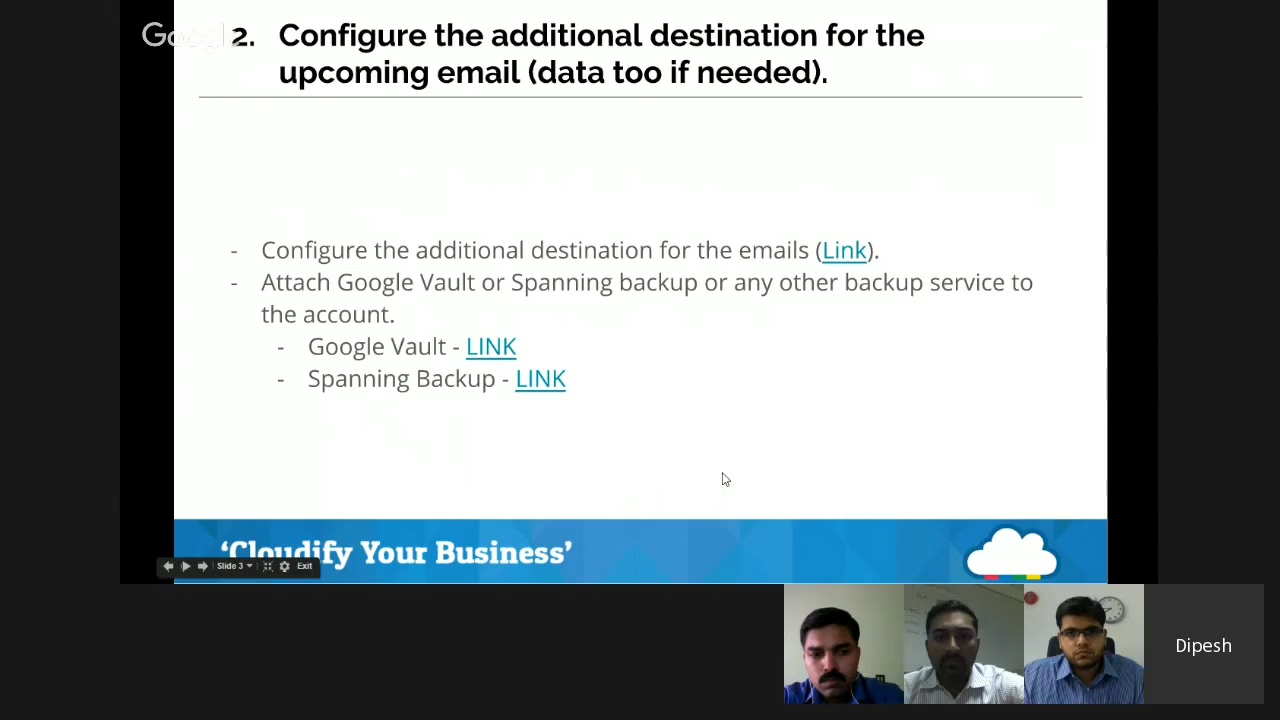 2. Configure the additional destination for the
upcoming email (data too if needed).
- Configure the additional destination for the emails (Link).
- Attach Google Vault or Spanning backup or any other backup service to
the account.
- Google Vault - LINK
- Spanning Backup - LINK
'Cloudify Your Business'
Slide 3
Exit
Dipesh